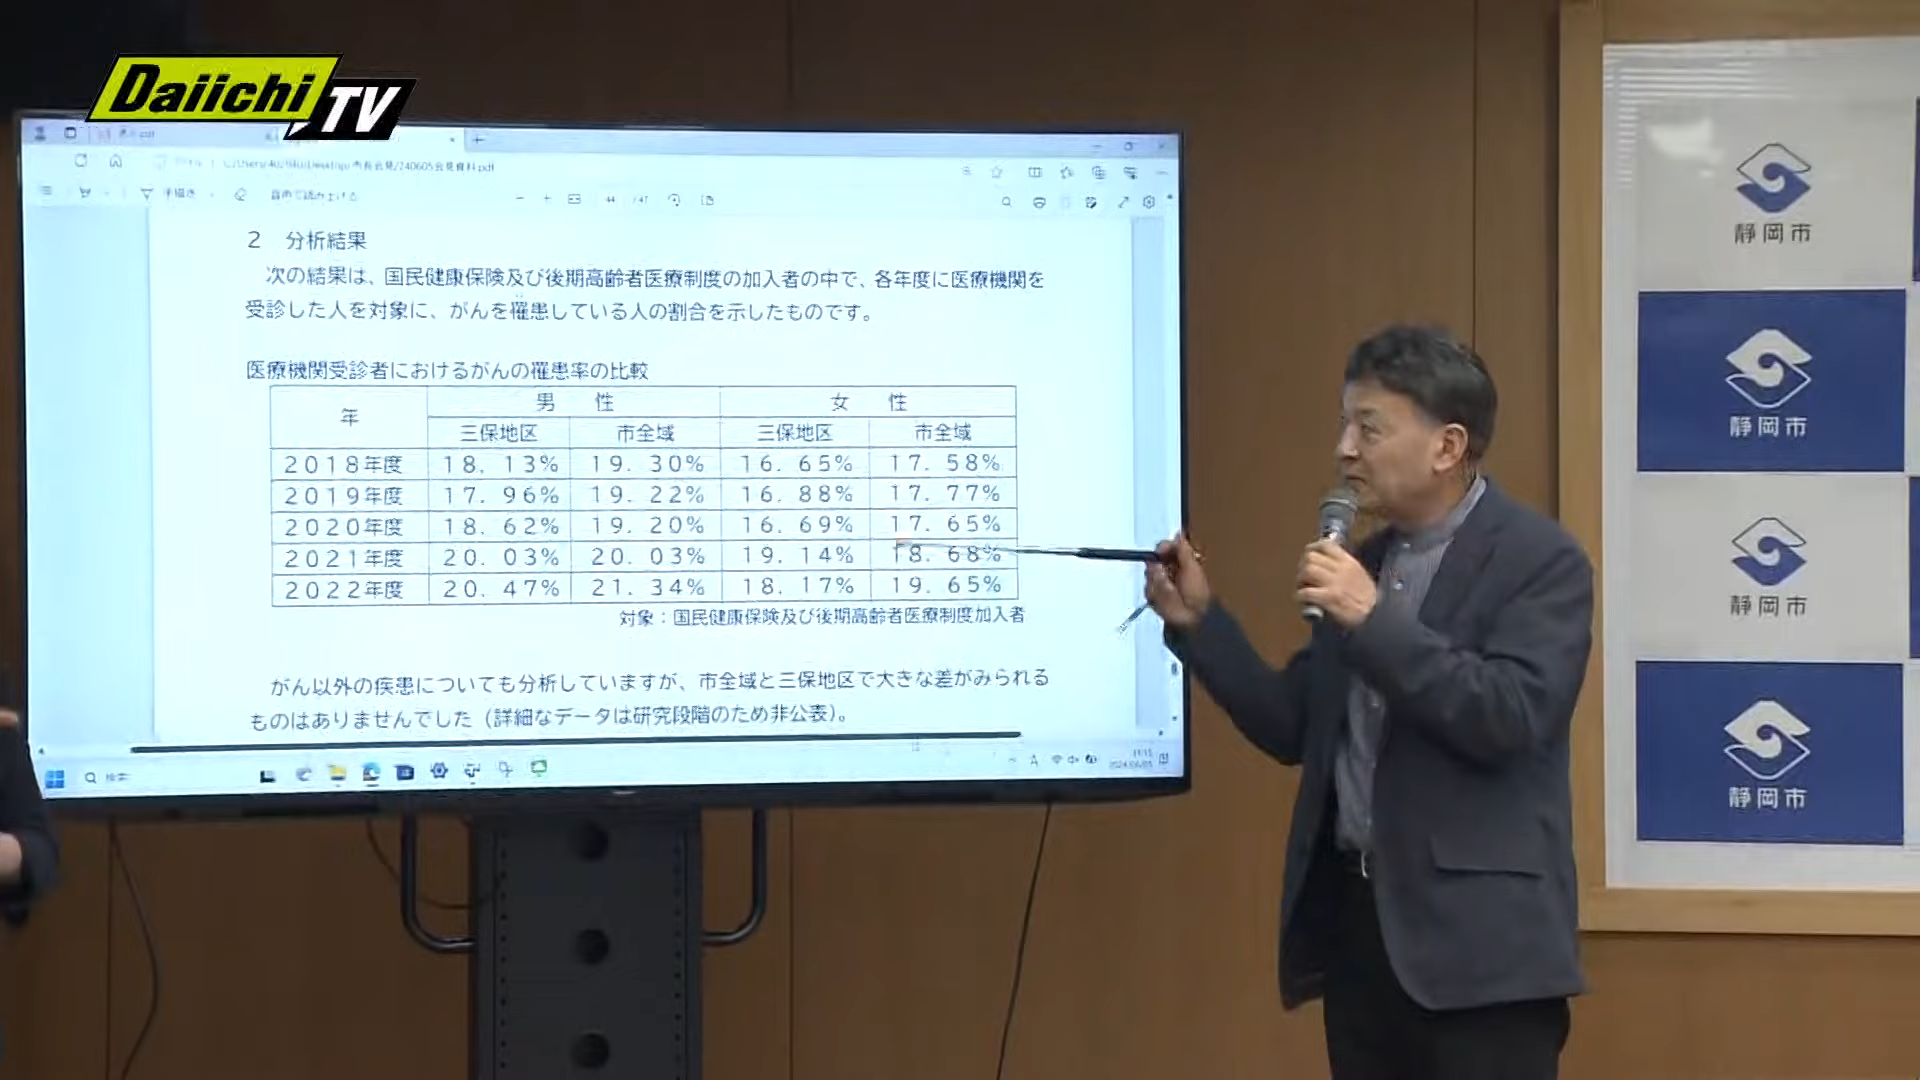 Daiichi TV
音声で読み上げる
44 /47
2 分析結果
次の結果は、国民健康保険及び後期高齢者医療制度の加入者の中で、各年度に医療機関を
受診した人を対象に、がんを罹患している人の割合を示したものです。
医療機関受診者におけるがんの罹患率の比較
年 男 性 女 性
三保地区 市全域 三保地区 市全域
2018年度 18.13% 19.30% 16.65% 17.58%
2019年度 17.96% 19.22% 16.88% 17.77%
2020年度 18.62% 19.20% 16.69% 17.65%
2021年度 20.03% 20.03% 19.14% 18.68%
2022年度 20.47% 21.34% 18.17% 19.65%
対象：国民健康保険及び後期高齢者医療制度加入者
がん以外の疾患についても分析していますが、市全域と三保地区で大きな差がみられる
ものはありませんでした（詳細なデータは研究段階のため非公表）。
検索
11:15
静岡市
静岡市
静岡市
静岡市